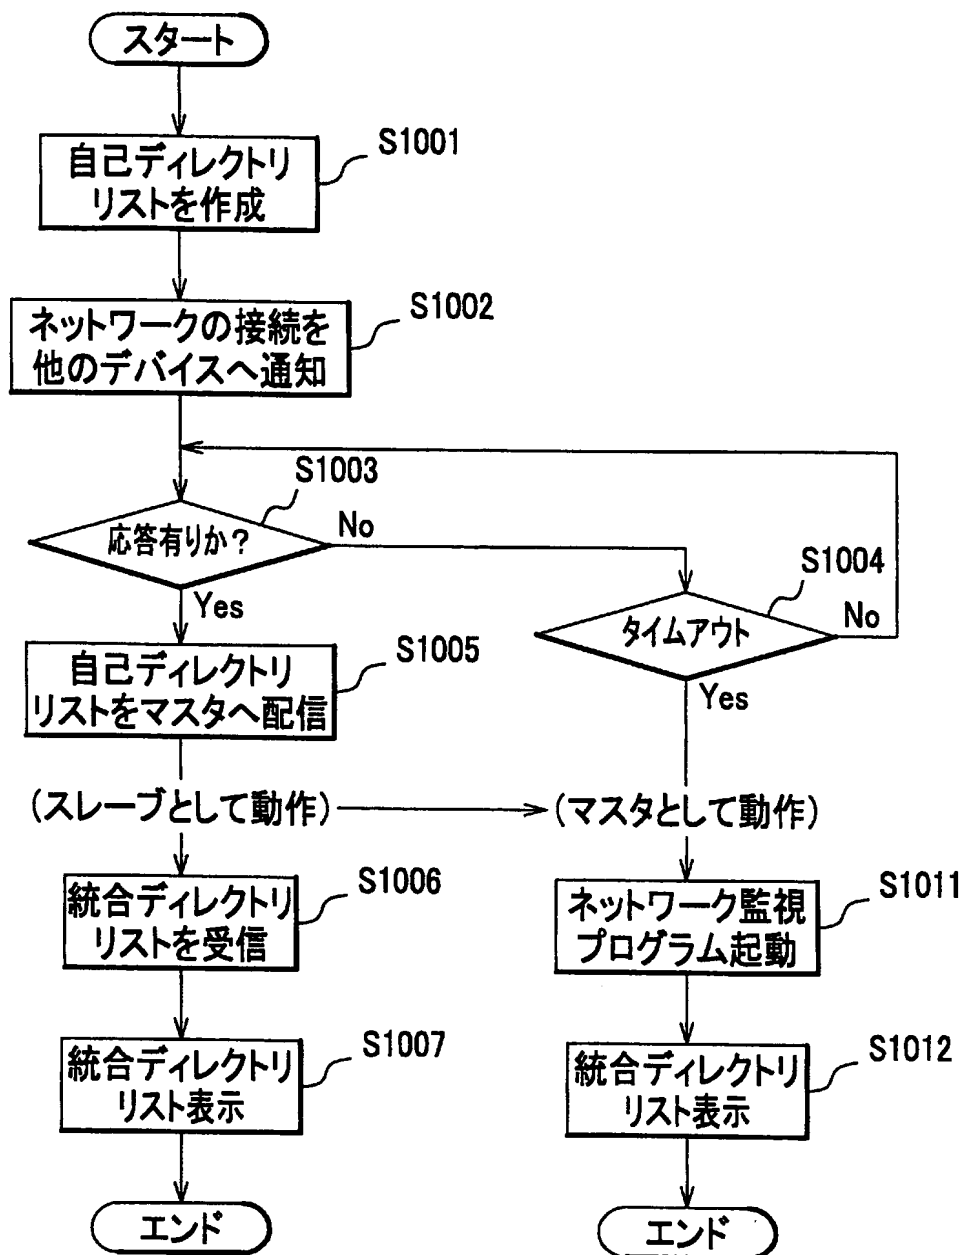 スタート
S1001
自己ディレクトリ
リストを作成
S1002
ネットワークの接続を
他のデバイスへ通知
S1003
応答有りか？
No
Yes
S1004
タイムアウト
No
Yes
S1005
自己ディレクトリ
リストをマスタへ配信
(スレーブとして動作)
(マスタとして動作)
S1006
統合ディレクトリ
リストを受信
S1011
ネットワーク監視
プログラム起動
S1007
統合ディレクトリ
リスト表示
S1012
統合ディレクトリ
リスト表示
エンド
エンド